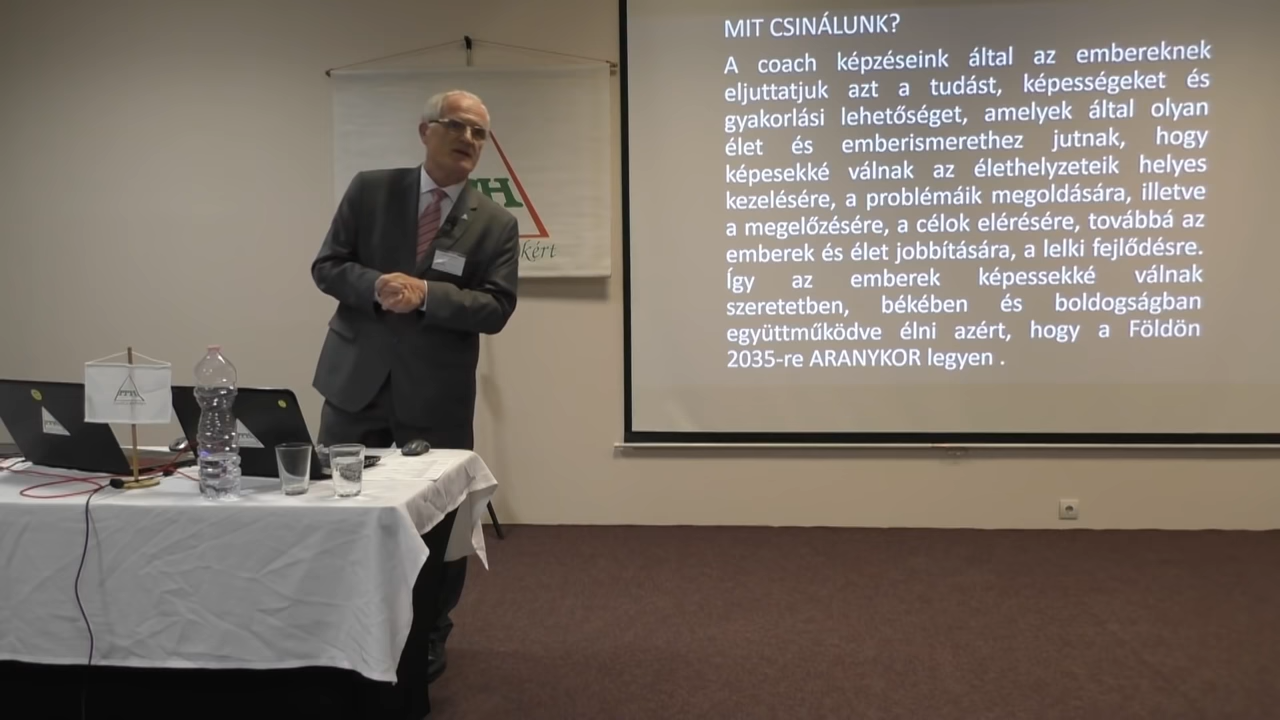 MIT CSINÁLUNK?
A coach képzéseink által az embereknek
eljuttatjuk azt a tudást, képességeket és
gyakorlási lehetőséget, amelyek által olyan
élet és emberismerethez jutnak, hogy
képesekké válnak az élethelyzeteik helyes
kezelésére, a problémáik megoldására, illetve
a megelőzésére, a célok elérésére, továbbá az
emberek és élet jobbítására, a lelki fejlődésre.
Így az emberek képessekké válnak
szeretetben, békében és boldogságban
együttműködve élni azért, hogy a Földön
2035-re ARANYKOR legyen .